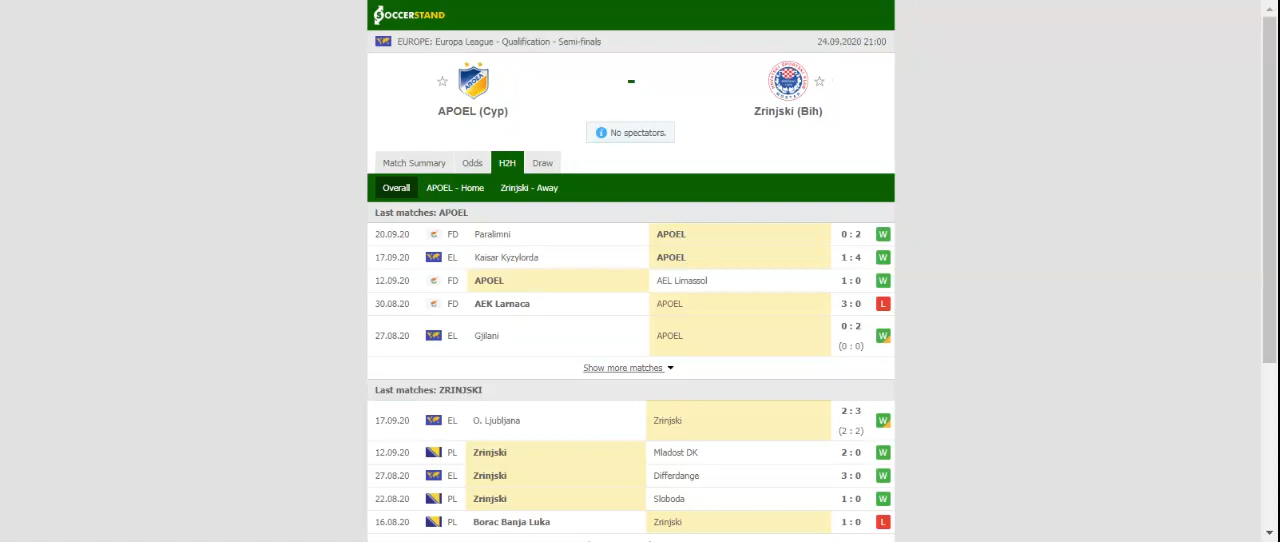 SOCCERSTAND
EUROPE: Europa League - Qualification - Semi-finals 24.09.2020 21:00
APOEL (Cyp) - Zrinjski (Bih)
No spectators.
Match Summary Odds H2H Draw
Overall APOEL - Home Zrinjski - Away
Last matches: APOEL
20.09.20 FD Paralimni APOEL 0 : 2 W
17.09.20 EL Kaisar Kyzylorda APOEL 1 : 4 W
12.09.20 FD APOEL AEL Limassol 1 : 0 W
30.08.20 FD AEK Larnaca APOEL 3 : 0 L
27.08.20 EL Gjilani APOEL 0 : 2 W
(0 : 0)
Show more matches
Last matches: ZRINJSKI
17.09.20 EL O. Ljubljana Zrinjski 2 : 3 W
(2 : 2)
12.09.20 PL Zrinjski Mladost DK 2 : 0 W
27.08.20 EL Zrinjski Differdange 3 : 0 W
22.08.20 PL Zrinjski Sloboda 1 : 0 W
16.08.20 PL Borac Banja Luka Zrinjski 1 : 0 L